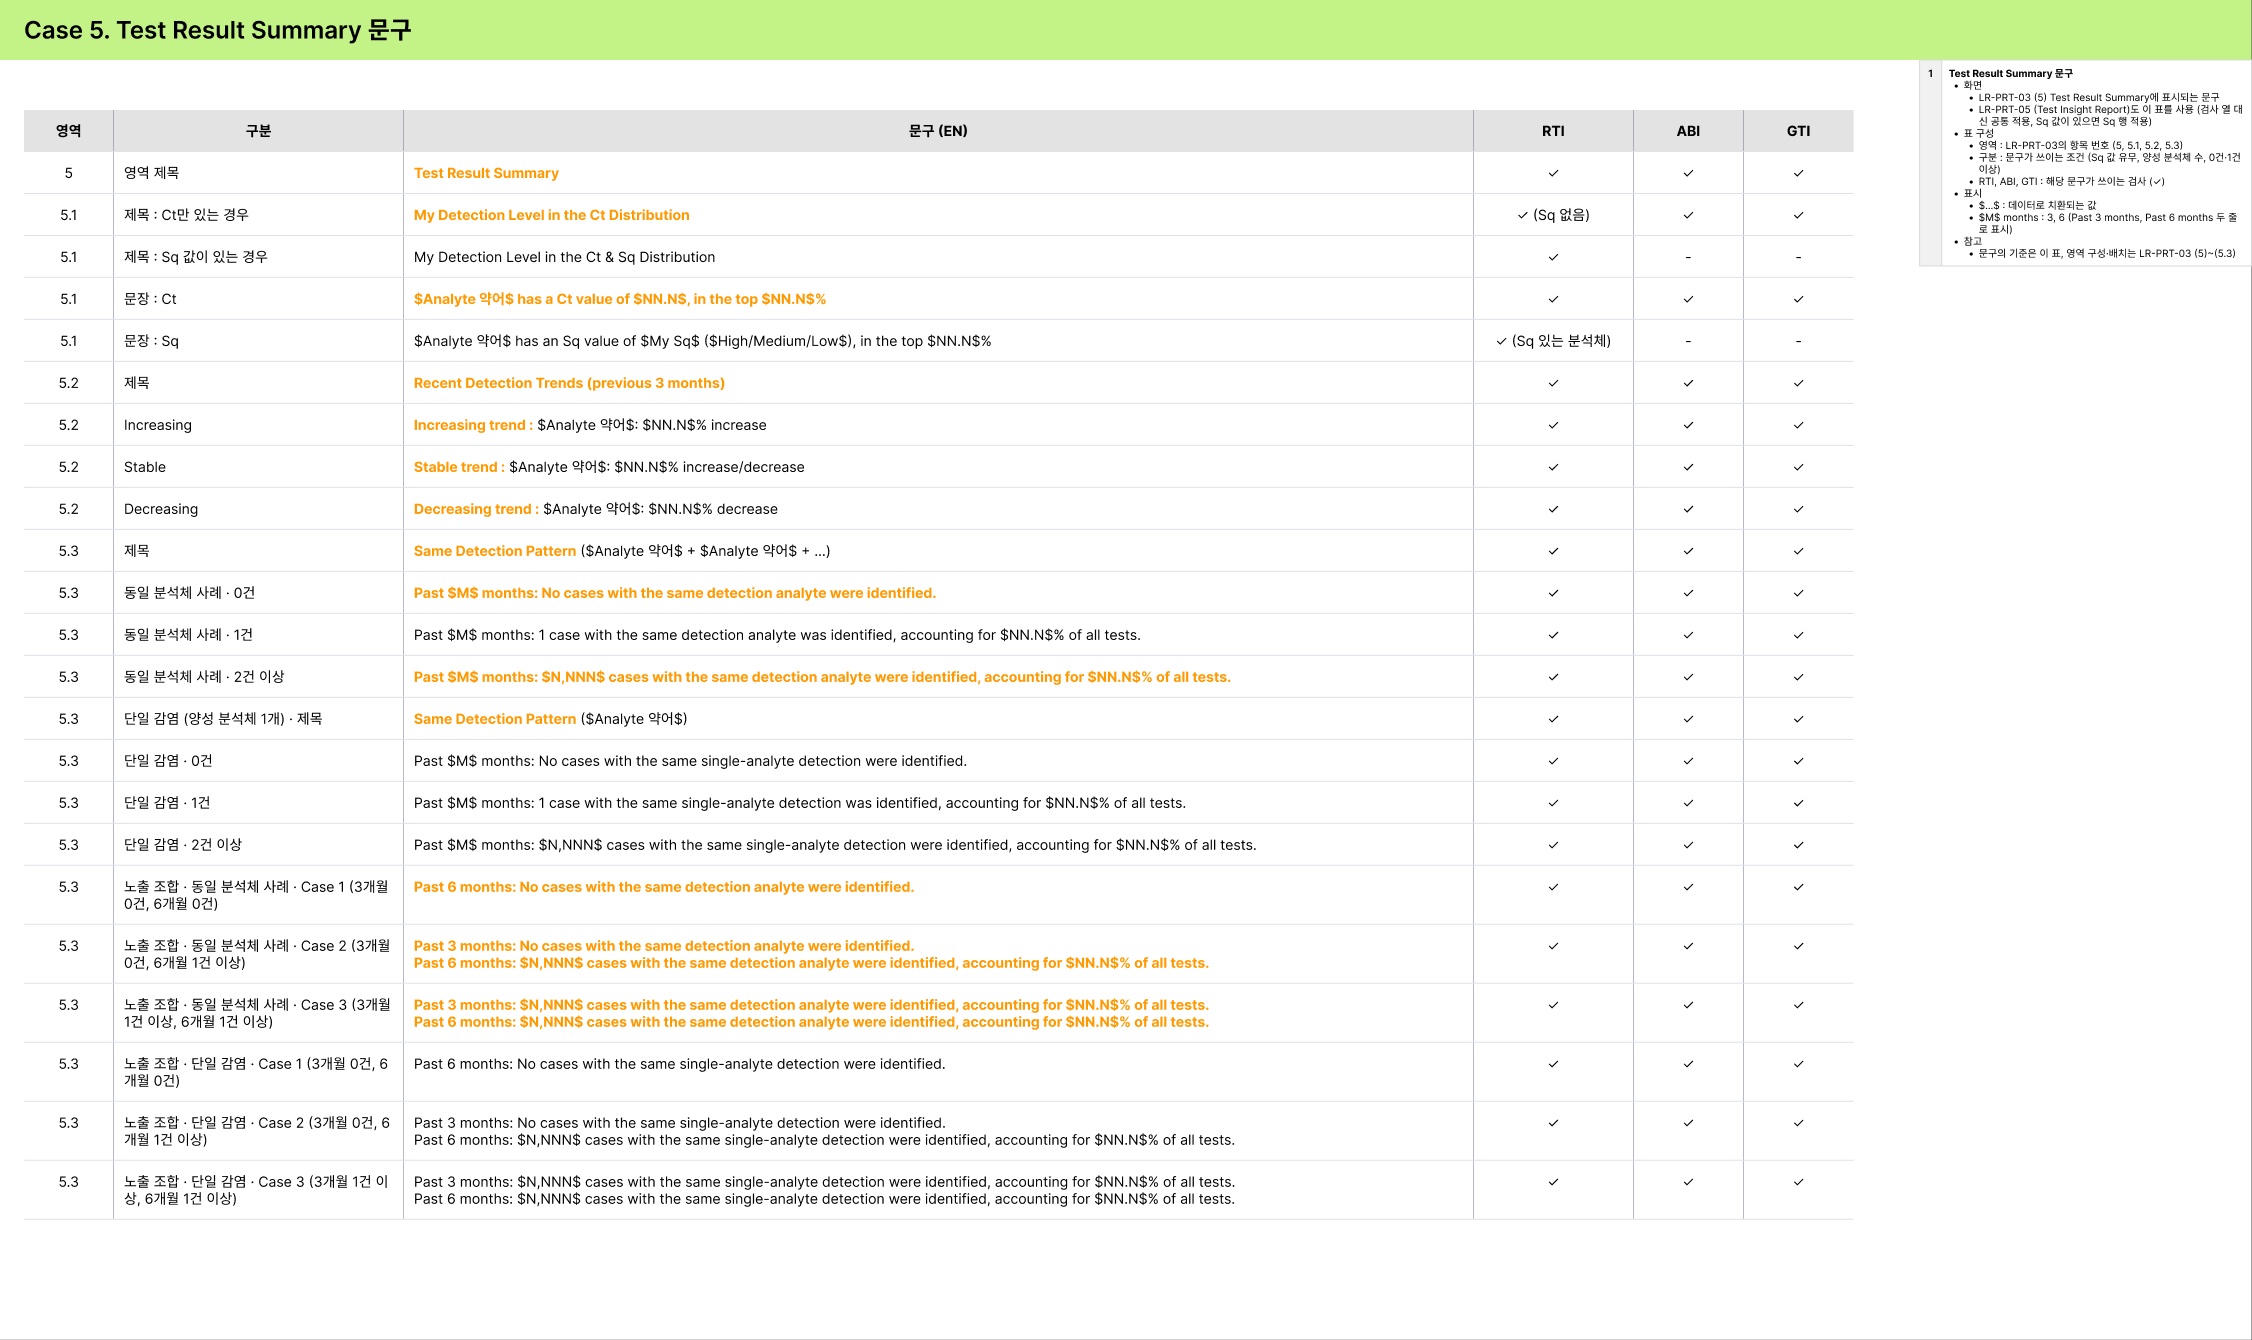 Case 5. Test Result Summary 문구
영역 구분 문구 (EN) RTI ABI GTI
5 영역 제목 Test Result Summary ✓ ✓ ✓
5.1 제목 : Ct만 있는 경우 My Detection Level in the Ct Distribution ✓ (Sq 없음) ✓ ✓
5.1 제목 : Sq 값이 있는 경우 My Detection Level in the Ct & Sq Distribution ✓ - -
5.1 문장 : Ct $Analyte 약어$ has a Ct value of $NN.N$, in the top $NN.N$% ✓ ✓ ✓
5.1 문장 : Sq $Analyte 약어$ has an Sq value of $My Sq$ ($High/Medium/Low$), in the top $NN.N$% ✓ (Sq 있는 분석체) - -
5.2 제목 Recent Detection Trends (previous 3 months) ✓ ✓ ✓
5.2 Increasing Increasing trend : $Analyte 약어$: $NN.N$% increase ✓ ✓ ✓
5.2 Stable Stable trend : $Analyte 약어$: $NN.N$% increase/decrease ✓ ✓ ✓
5.2 Decreasing Decreasing trend : $Analyte 약어$: $NN.N$% decrease ✓ ✓ ✓
5.3 제목 Same Detection Pattern ($Analyte 약어$ + $Analyte 약어$ + ...) ✓ ✓ ✓
5.3 동일 분석체 사례 · 0건 Past $M$ months: No cases with the same detection analyte were identified. ✓ ✓ ✓
5.3 동일 분석체 사례 · 1건 Past $M$ months: 1 case with the same detection analyte was identified, accounting for $NN.N$% of all tests. ✓ ✓ ✓
5.3 동일 분석체 사례 · 2건 이상 Past $M$ months: $N,NNN$ cases with the same detection analyte were identified, accounting for $NN.N$% of all tests. ✓ ✓ ✓
5.3 단일 감염 (양성 분석체 1개) · 제목 Same Detection Pattern ($Analyte 약어$) ✓ ✓ ✓
5.3 단일 감염 · 0건 Past $M$ months: No cases with the same single-analyte detection were identified. ✓ ✓ ✓
5.3 단일 감염 · 1건 Past $M$ months: 1 case with the same single-analyte detection was identified, accounting for $NN.N$% of all tests. ✓ ✓ ✓
5.3 단일 감염 · 2건 이상 Past $M$ months: $N,NNN$ cases with the same single-analyte detection were identified, accounting for $NN.N$% of all tests. ✓ ✓ ✓
5.3 노출 조합 · 동일 분석체 사례 · Case 1 (3개월 Past 6 months: No cases with the same detection analyte were identified. ✓ ✓ ✓
0건, 6개월 0건)
5.3 노출 조합 · 동일 분석체 사례 · Case 2 (3개월 Past 3 months: No cases with the same detection analyte were identified. ✓ ✓ ✓
0건, 6개월 1건 이상) Past 6 months: $N,NNN$ cases with the same detection analyte were identified, accounting for $NN.N$% of all tests.
5.3 노출 조합 · 동일 분석체 사례 · Case 3 (3개월 Past 3 months: $N,NNN$ cases with the same detection analyte were identified, accounting for $NN.N$% of all tests. ✓ ✓ ✓
1건 이상, 6개월 1건 이상) Past 6 months: $N,NNN$ cases with the same detection analyte were identified, accounting for $NN.N$% of all tests.
5.3 노출 조합 · 단일 감염 · Case 1 (3개월 0건, 6 Past 6 months: No cases with the same single-analyte detection were identified. ✓ ✓ ✓
개월 0건)
5.3 노출 조합 · 단일 감염 · Case 2 (3개월 0건, 6 Past 3 months: No cases with the same single-analyte detection were identified. ✓ ✓ ✓
개월 1건 이상) Past 6 months: $N,NNN$ cases with the same single-analyte detection were identified, accounting for $NN.N$% of all tests.
5.3 노출 조합 · 단일 감염 · Case 3 (3개월 1건 이 Past 3 months: $N,NNN$ cases with the same single-analyte detection were identified, accounting for $NN.N$% of all tests. ✓ ✓ ✓
상, 6개월 1건 이상) Past 6 months: $N,NNN$ cases with the same single-analyte detection were identified, accounting for $NN.N$% of all tests.
1 Test Result Summary 문구
• 화면
• LR-PRT-03 (5) Test Result Summary에 표시되는 문구
• LR-PRT-05 (Test Insight Report)도 이 표를 사용 (검사 열 대
신 공통 적용, Sq 값이 있으면 Sq 행 적용)
• 표 구성
• 영역 : LR-PRT-03의 항목 번호 (5, 5.1, 5.2, 5.3)
• 구분 : 문구가 쓰이는 조건 (Sq 값 유무, 양성 분석체 수, 0건·1건
이상)
• RTI, ABI, GTI : 해당 문구가 쓰이는 검사 (✓)
• 표시
• $...$ : 데이터로 치환되는 값
• $M$ months : 3, 6 (Past 3 months, Past 6 months 두 줄
로 표시)
• 참고
• 문구의 기준은 이 표, 영역 구성·배치는 LR-PRT-03 (5)~(5.3)